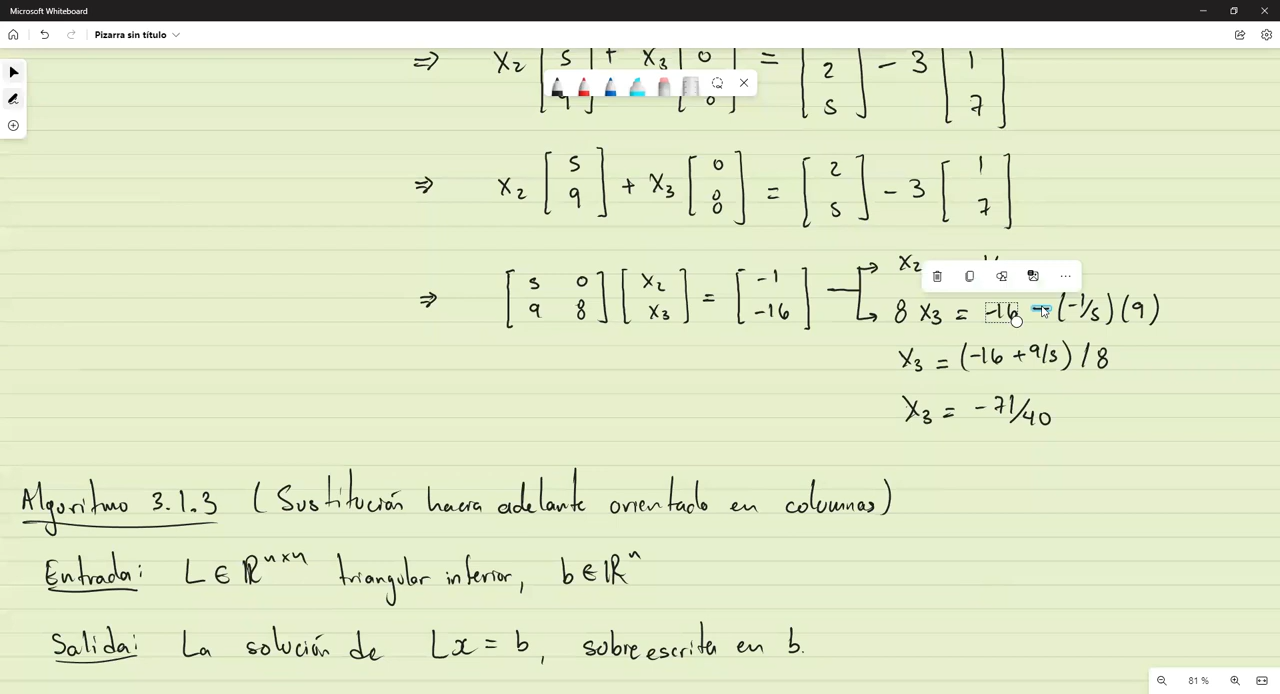 Microsoft Whiteboard
Pizarra sin título
⇒ X₂ [5 9] + X₃ [0 0] = [2 5] − 3 [1 7]
⇒ X₂ [5 9] + X₃ [0 8] = [2 5] − 3 [1 7]
⇒ [5 0; 9 8] [X₂ X₃] = [−1 −16] → X₂
8 X₃ = −16 − (−1/5)(9)
X₃ = (−16 + 9/5) / 8
X₃ = −71/40
Algoritmo 3.1.3 (Sustitución hacia adelante orientado en columnas)
Entrada: L ∈ ℝⁿˣⁿ triangular inferior, b ∈ ℝⁿ
Salida: La solución de Lx = b, sobreescrita en b.
81 %